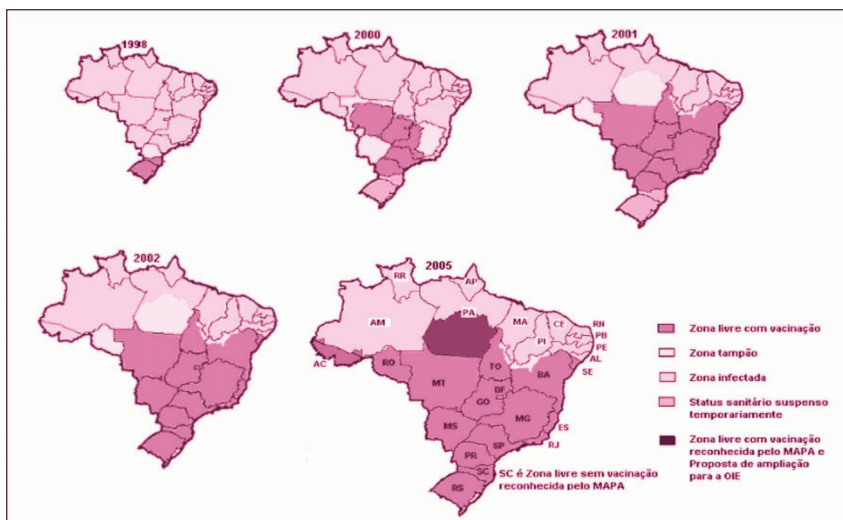 1998
2000
2001
2002
2005
RR
AP
AM
PA
MA
CE
RN
PB
PI
PE
AL
SE
AC
RO
TO
BA
MT
DF
GO
MG
ES
MS
SP
RJ
PR
SC
RS
SC é Zona livre sem vacinação
reconhecida pelo MAPA
Zona livre com vacinação
Zona tampão
Zona infectada
Status sanitário suspenso
temporariamente
Zona livre com vacinação
reconhecida pelo MAPA e
Proposta de ampliação
para a OIE